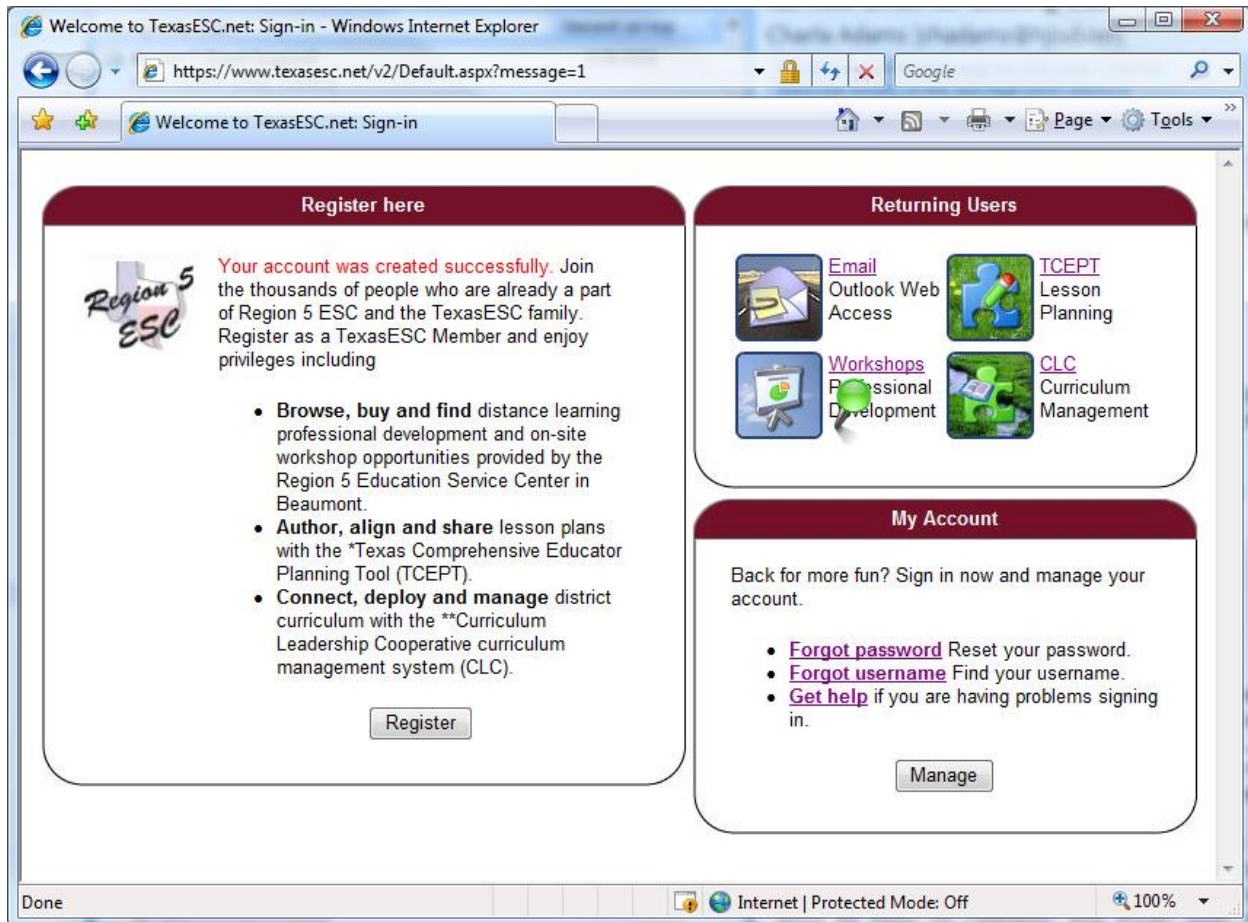 Welcome to TexasESC.net: Sign-in - Windows Internet Explorer
https://www.texasesc.net/v2/Default.aspx?message=1
Google
Welcome to TexasESC.net: Sign-in
Page
Tools
Register here
Region 5
ESC
Your account was created successfully. Join
the thousands of people who are already a part
of Region 5 ESC and the TexasESC family.
Register as a TexasESC Member and enjoy
privileges including
• Browse, buy and find distance learning
professional development and on-site
workshop opportunities provided by the
Region 5 Education Service Center in
Beaumont.
• Author, align and share lesson plans
with the *Texas Comprehensive Educator
Planning Tool (TCEPT).
• Connect, deploy and manage district
curriculum with the **Curriculum
Leadership Cooperative curriculum
management system (CLC).
Register
Returning Users
Email
Outlook Web
Access
TCEPT
Lesson
Planning
Workshops
Professional
Development
CLC
Curriculum
Management
My Account
Back for more fun? Sign in now and manage your
account.
• Forgot password Reset your password.
• Forgot username Find your username.
• Get help if you are having problems signing
in.
Manage
Done
Internet | Protected Mode: Off
100%